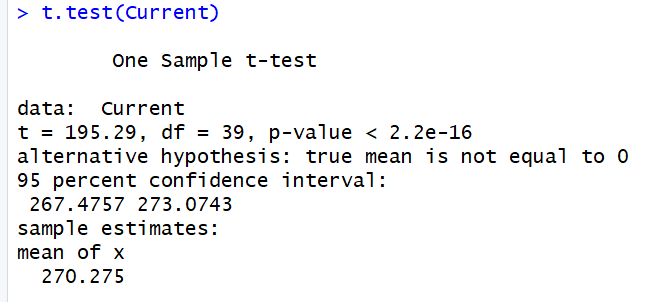 > t.test(Current)
One Sample t-test
data:  Current
t = 195.29, df = 39, p-value < 2.2e-16
alternative hypothesis: true mean is not equal to 0
95 percent confidence interval:
267.4757 273.0743
sample estimates:
mean of x
270.275